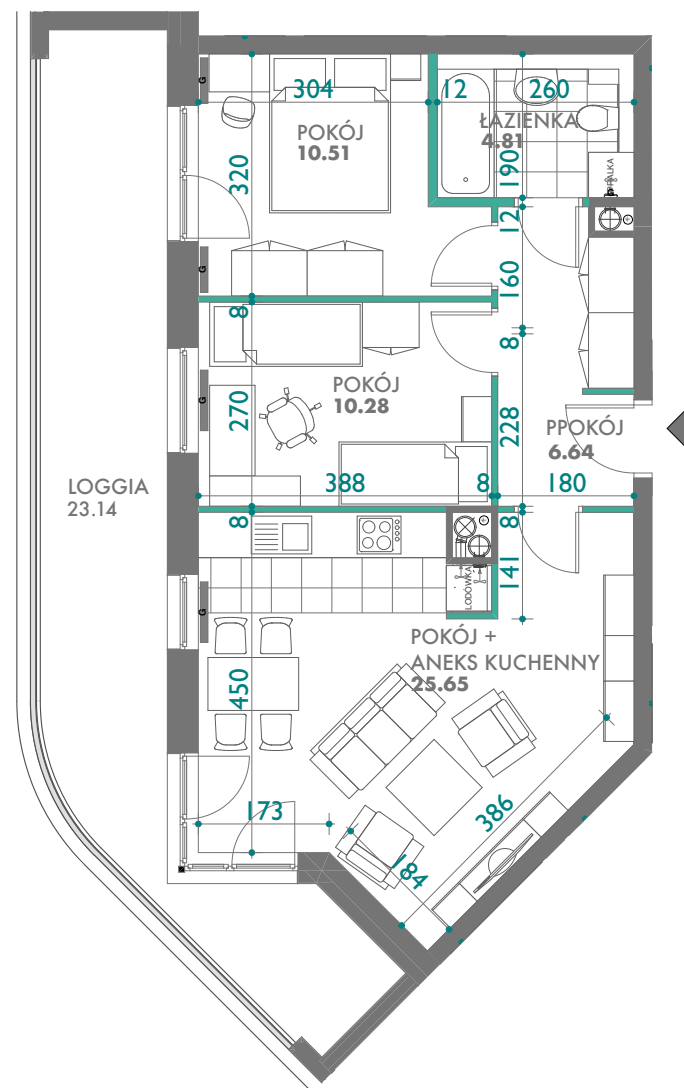 304
12
260
G
POKÓJ
10.51
ŁAZIENKA
4.81
320
190
12
PRALKA
160
G
8
8
POKÓJ
10.28
G
270
228
PPOKÓJ
6.64
LOGGIA
23.14
388
8
180
8
8
141
LODÓWKA
G
POKÓJ +
ANEKS KUCHENNY
25.65
450
173
386
184